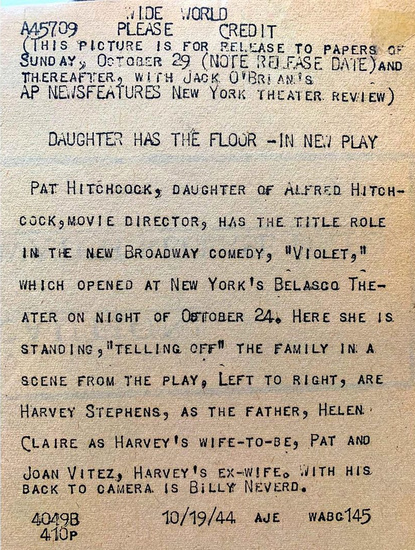 WIDE WORLD
A45709 PLEASE CREDIT
(THIS PICTURE IS FOR RELEASE TO PAPERS OF
SUNDAY, OCTOBER 29 (NOTE RELEASE DATE)AND
THEREAFTER, WITH JACK O'BRIAN'S
AP NEWSFEATURES NEW YORK THEATER REVIEW)
DAUGHTER HAS THE FLOOR -IN NEW PLAY
PAT HITCHCOCK, DAUGHTER OF ALFRED HITCH-
COCK,MOVIE DIRECTOR, HAS THE TITLE ROLE
IN THE NEW BROADWAY COMEDY, "VIOLET,"
WHICH OPENED AT NEW YORK'S BELASCO THE-
ATER ON NIGHT OF OCTOBER 24. HERE SHE IS
STANDING,"TELLING OFF" THE FAMILY IN A
SCENE FROM THE PLAY, LEFT TO RIGHT, ARE
HARVEY STEPHENS, AS THE FATHER, HELEN
CLAIRE AS HARVEY'S WIFE-TO-BE, PAT AND
JOAN VITEZ, HARVEY'S EX-WIFE. WITH HIS
BACK TO CAMERA IS BILLY NEVERD.
4049B 10/19/44 AJE WABC145
410P